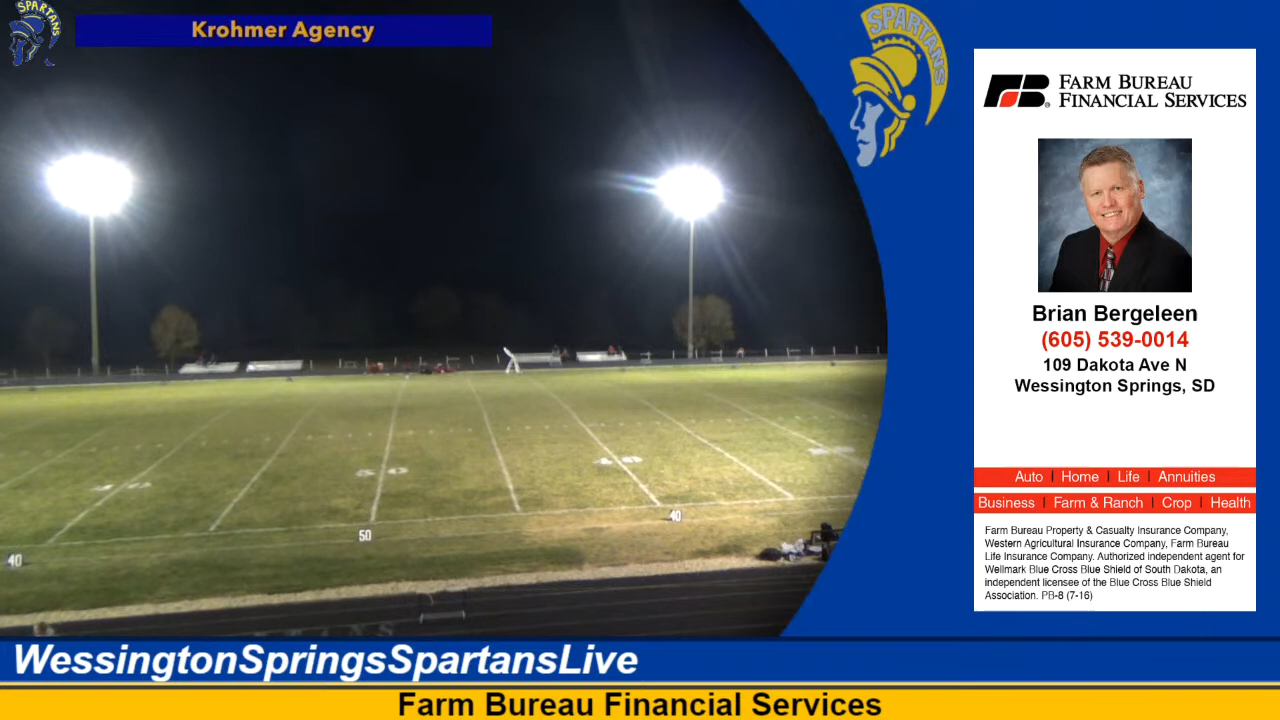 SPARTANS
Krohmer Agency
SPARTANS
FARM BUREAU
FINANCIAL SERVICES
Brian Bergeleen
(605) 539-0014
109 Dakota Ave N
Wessington Springs, SD
Auto | Home | Life | Annuities
Business | Farm & Ranch | Crop | Health
Farm Bureau Property & Casualty Insurance Company,
Western Agricultural Insurance Company, Farm Bureau
Life Insurance Company. Authorized independent agent for
Wellmark Blue Cross Blue Shield of South Dakota, an
independent licensee of the Blue Cross Blue Shield
Association. PB-8 (7-16)
50
40
50
40
40
WessingtonSpringsSpartansLive
Farm Bureau Financial Services